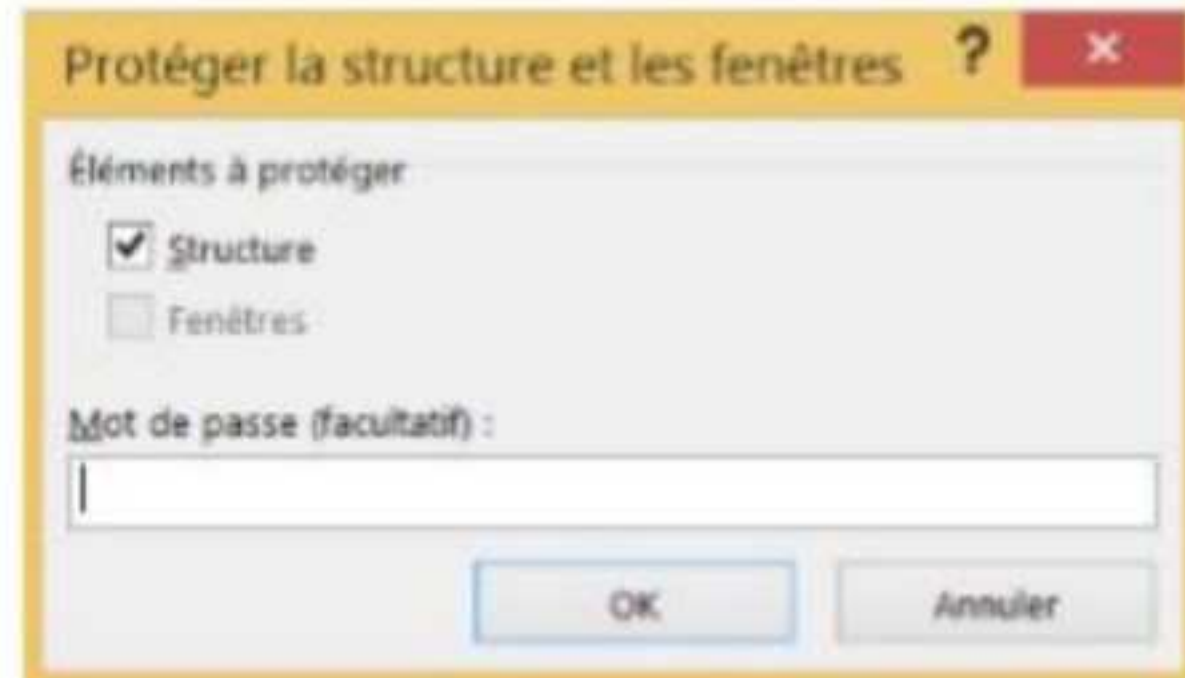 Protéger la structure et les fenêtres ?
Éléments à protéger
Structure
Fenêtres
Mot de passe (facultatif) :
OK Annuler